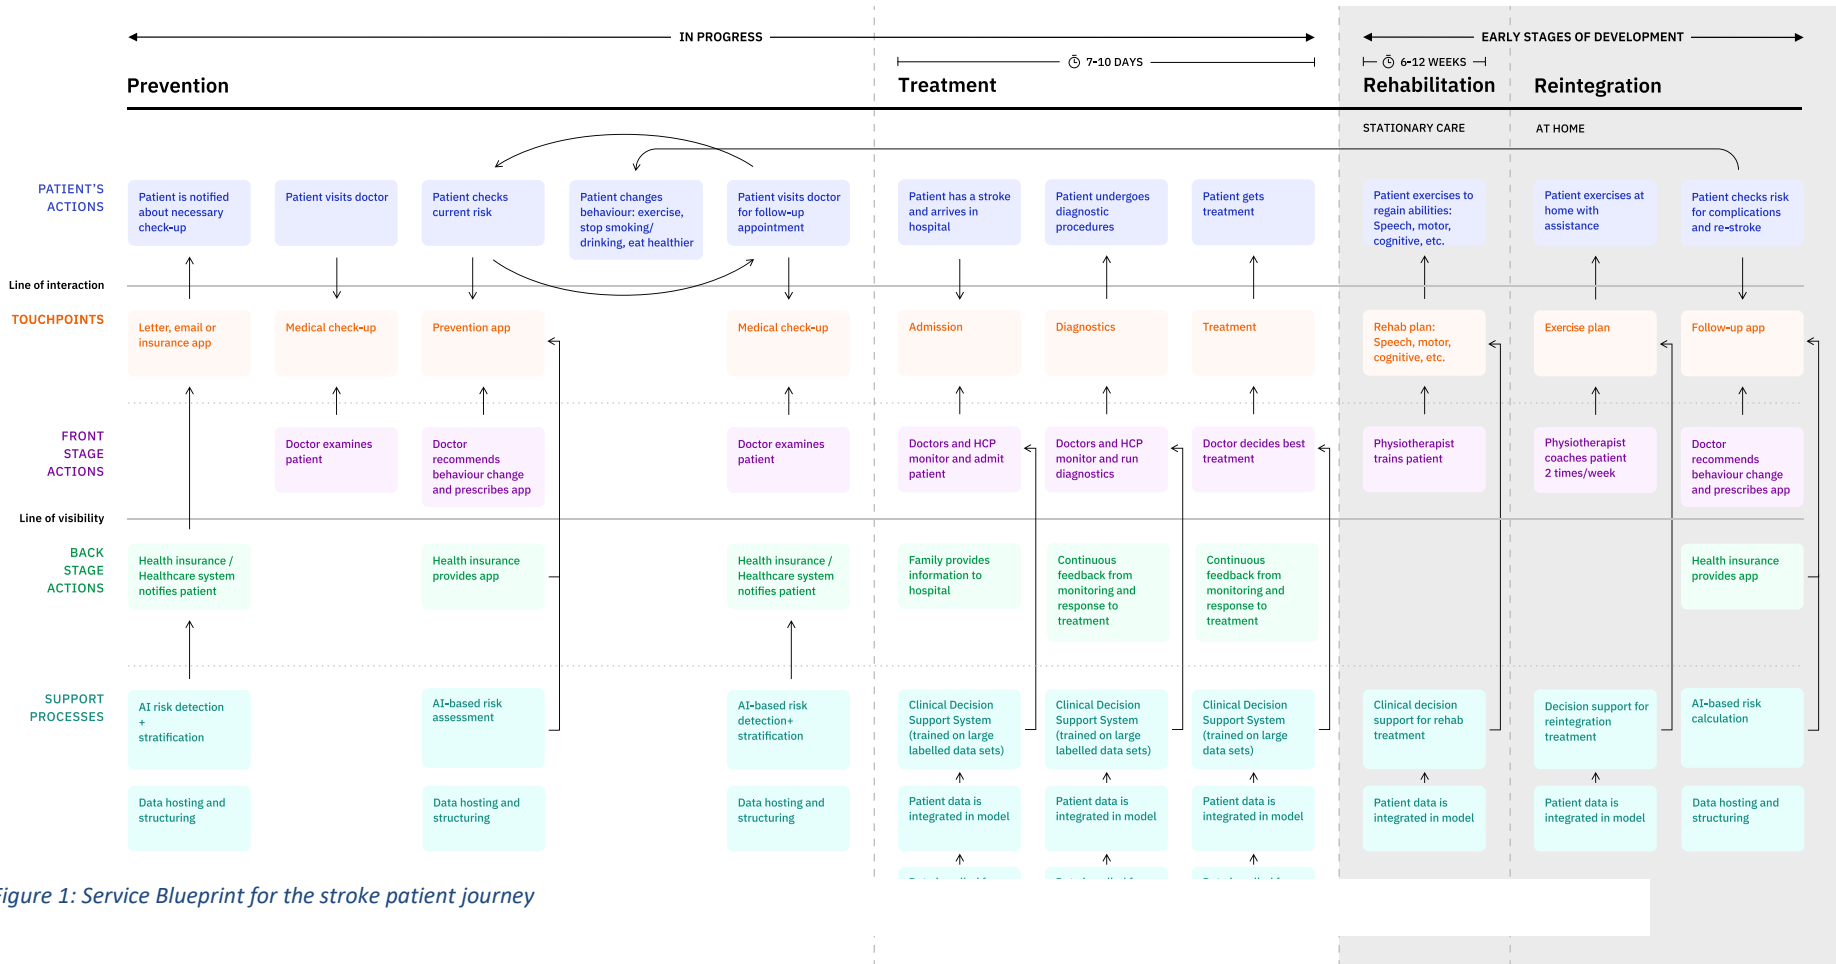 IN PROGRESS
EARLY STAGES OF DEVELOPMENT
7-10 DAYS
6-12 WEEKS
Prevention
Treatment
Rehabilitation
Reintegration
STATIONARY CARE
AT HOME
PATIENT'S
ACTIONS
Patient is notified
about necessary
check-up
Patient visits doctor
Patient checks
current risk
Patient changes
behaviour: exercise,
stop smoking/
drinking, eat healthier
Patient visits doctor
for follow-up
appointment
Patient has a stroke
and arrives in
hospital
Patient undergoes
diagnostic
procedures
Patient gets
treatment
Patient exercises to
regain abilities:
Speech, motor,
cognitive, etc.
Patient exercises at
home with
assistance
Patient checks risk
for complications
and re-stroke
Line of interaction
TOUCHPOINTS
Letter, email or
insurance app
Medical check-up
Prevention app
Medical check-up
Admission
Diagnostics
Treatment
Rehab plan:
Speech, motor,
cognitive, etc.
Exercise plan
Follow-up app
FRONT
STAGE
ACTIONS
Doctor examines
patient
Doctor
recommends
behaviour change
and prescribes app
Doctor examines
patient
Doctors and HCP
monitor and admit
patient
Doctors and HCP
monitor and run
diagnostics
Doctor decides best
treatment
Physiotherapist
trains patient
Physiotherapist
coaches patient
2 times/week
Doctor
recommends
behaviour change
and prescribes app
Line of visibility
BACK
STAGE
ACTIONS
Health insurance /
Healthcare system
notifies patient
Health insurance
provides app
Health insurance /
Healthcare system
notifies patient
Family provides
information to
hospital
Continuous
feedback from
monitoring and
response to
treatment
Continuous
feedback from
monitoring and
response to
treatment
Health insurance
provides app
SUPPORT
PROCESSES
AI risk detection
+
stratification
AI-based risk
assessment
AI-based risk
detection+
stratification
Clinical Decision
Support System
(trained on large
labelled data sets)
Clinical Decision
Support System
(trained on large
labelled data sets)
Clinical Decision
Support System
(trained on large
data sets)
Clinical decision
support for rehab
treatment
Decision support for
reintegration
treatment
AI-based risk
calculation
Data hosting and
structuring
Data hosting and
structuring
Data hosting and
structuring
Patient data is
integrated in model
Patient data is
integrated in model
Patient data is
integrated in model
Patient data is
integrated in model
Patient data is
integrated in model
Data hosting and
structuring
igure 1: Service Blueprint for the stroke patient journey